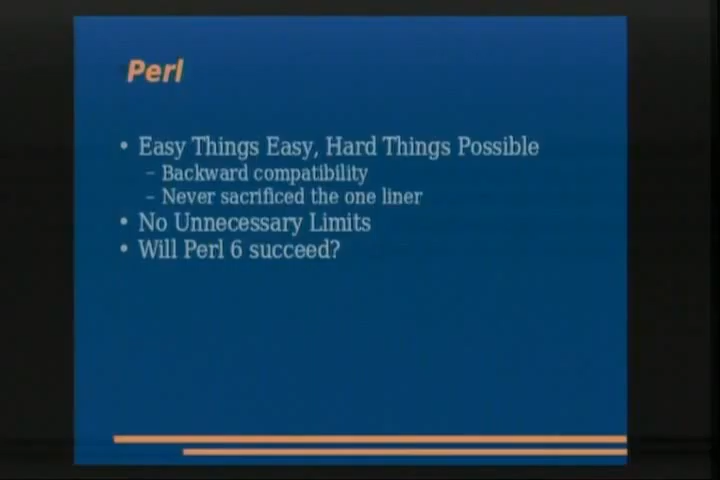 Perl
• Easy Things Easy, Hard Things Possible
– Backward compatibility
– Never sacrificed the one liner
• No Unnecessary Limits
• Will Perl 6 succeed?